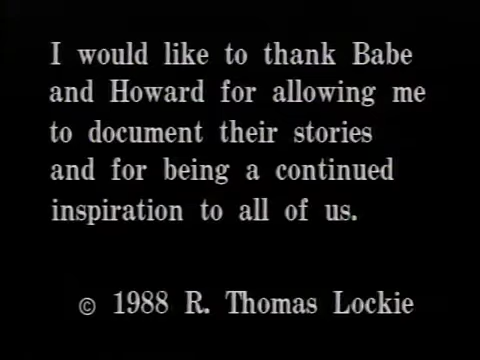 I would like to thank Babe
and Howard for allowing me
to document their stories
and for being a continued
inspiration to all of us.
© 1988 R. Thomas Lockie